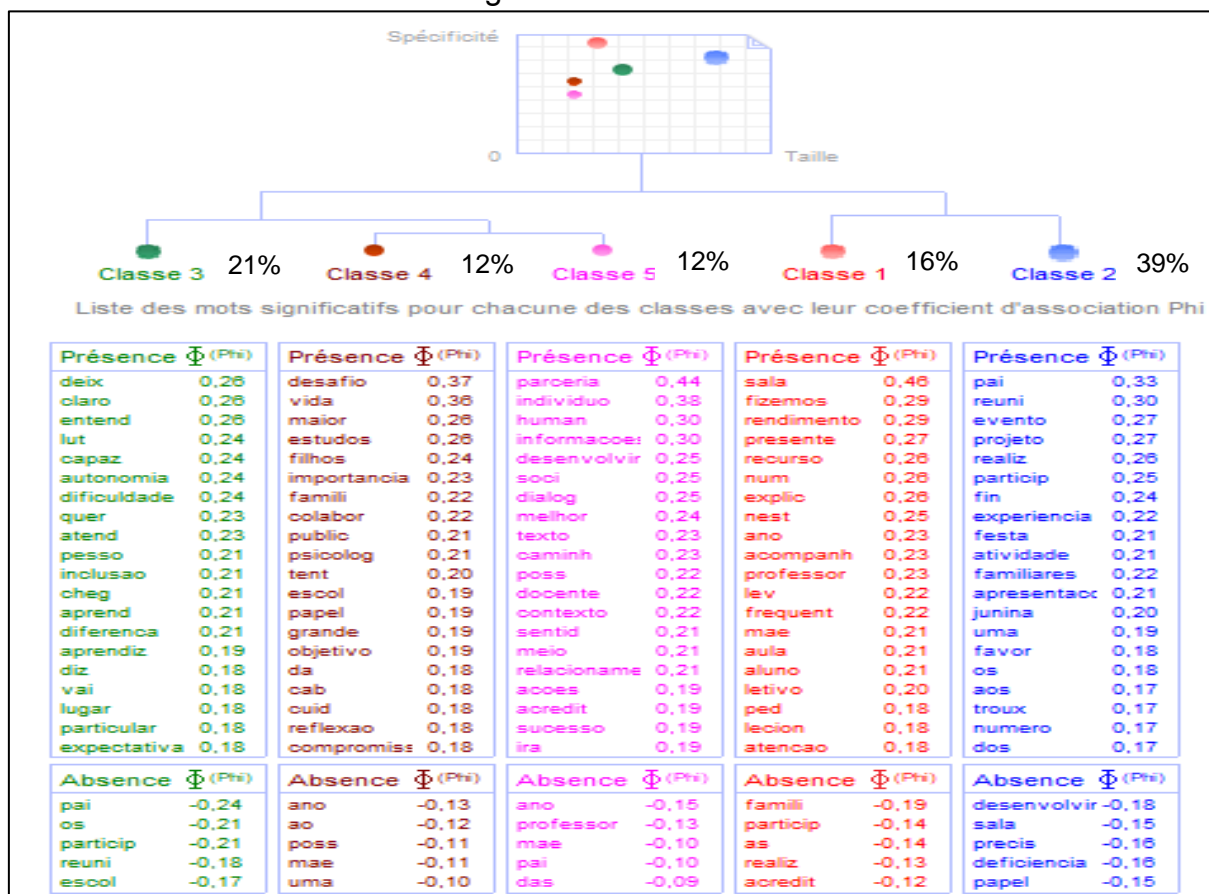 Spécificité
0
Taille
Classe 3 21% Classe 4 12% Classe 5 12% Classe 1 16% Classe 2 39%
Liste des mots significatifs pour chacune des classes avec leur coefficient d'association Phi
Présence Φ (Phi) Présence Φ (Phi) Présence Φ (Phi) Présence Φ (Phi) Présence Φ (Phi)
deix 0,26 desafio 0,37 parceria 0,44 sala 0,46 pai 0,33
claro 0,26 vida 0,36 individuo 0,38 fizemos 0,29 reuni 0,30
entend 0,26 maior 0,26 human 0,30 rendimento 0,29 evento 0,27
lut 0,24 estudos 0,26 informacoes 0,30 presente 0,27 projeto 0,27
capaz 0,24 filhos 0,24 desenvolvir 0,25 recurso 0,26 realiz 0,26
autonomia 0,24 importancia 0,23 soci 0,25 num 0,26 particip 0,25
dificuldade 0,24 famili 0,22 dialog 0,25 explic 0,26 fin 0,24
quer 0,23 colabor 0,22 melhor 0,24 nest 0,25 experiencia 0,22
atend 0,23 public 0,21 texto 0,23 ano 0,23 festa 0,21
pesso 0,21 psicolog 0,21 caminh 0,23 acompanh 0,23 atividade 0,21
inclusao 0,21 tent 0,20 poss 0,22 professor 0,23 familiares 0,22
cheg 0,21 escol 0,19 docente 0,22 lev 0,22 apresentacc 0,21
aprend 0,21 papel 0,19 contexto 0,22 frequent 0,22 junina 0,20
diferenca 0,21 grande 0,19 sentid 0,21 mae 0,21 uma 0,19
aprendiz 0,19 objetivo 0,19 meio 0,21 aula 0,21 favor 0,18
diz 0,18 da 0,18 relacioname 0,21 aluno 0,21 os 0,18
vai 0,18 cab 0,18 acoes 0,19 letivo 0,20 aos 0,17
lugar 0,18 cuid 0,18 acredit 0,19 ped 0,18 troux 0,17
particular 0,18 reflexao 0,18 sucesso 0,19 lecion 0,18 numero 0,17
expectativa 0,18 compromiss 0,18 ira 0,19 atencao 0,18 dos 0,17
Absence Φ (Phi) Absence Φ (Phi) Absence Φ (Phi) Absence Φ (Phi) Absence Φ (Phi)
pai -0,24 ano -0,13 ano -0,15 famili -0,19 desenvolvir -0,18
os -0,21 ao -0,12 professor -0,13 particip -0,14 sala -0,15
particip -0,21 poss -0,11 mae -0,10 as -0,14 precis -0,16
reuni -0,18 mae -0,11 pai -0,10 realiz -0,13 deficiencia -0,16
escol -0,17 uma -0,10 das -0,09 acredit -0,12 papel -0,15